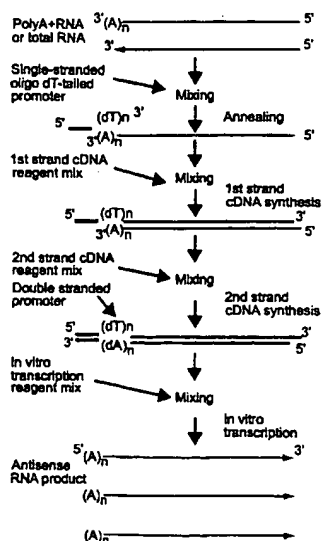 PolyA+RNA
or total RNA
3'(A)n 5'
3'
Single-stranded
oligo dT-tailed
promoter
Mixing
Annealing
5' (dT)n 3'
3'(A)n 5'
1st strand cDNA
reagent mix
Mixing
1st strand
cDNA synthesis
5' (dT)n 3'
3'(A)n 5'
2nd strand cDNA
reagent mix
Mixing
Double stranded
promoter
2nd strand
cDNA synthesis
5' (dT)n 3'
3' (dA)n 5'
In vitro
transcription
reagent mix
Mixing
In vitro
transcription
5' (A)n 3'
Antisense
RNA product
(A)n
(A)n